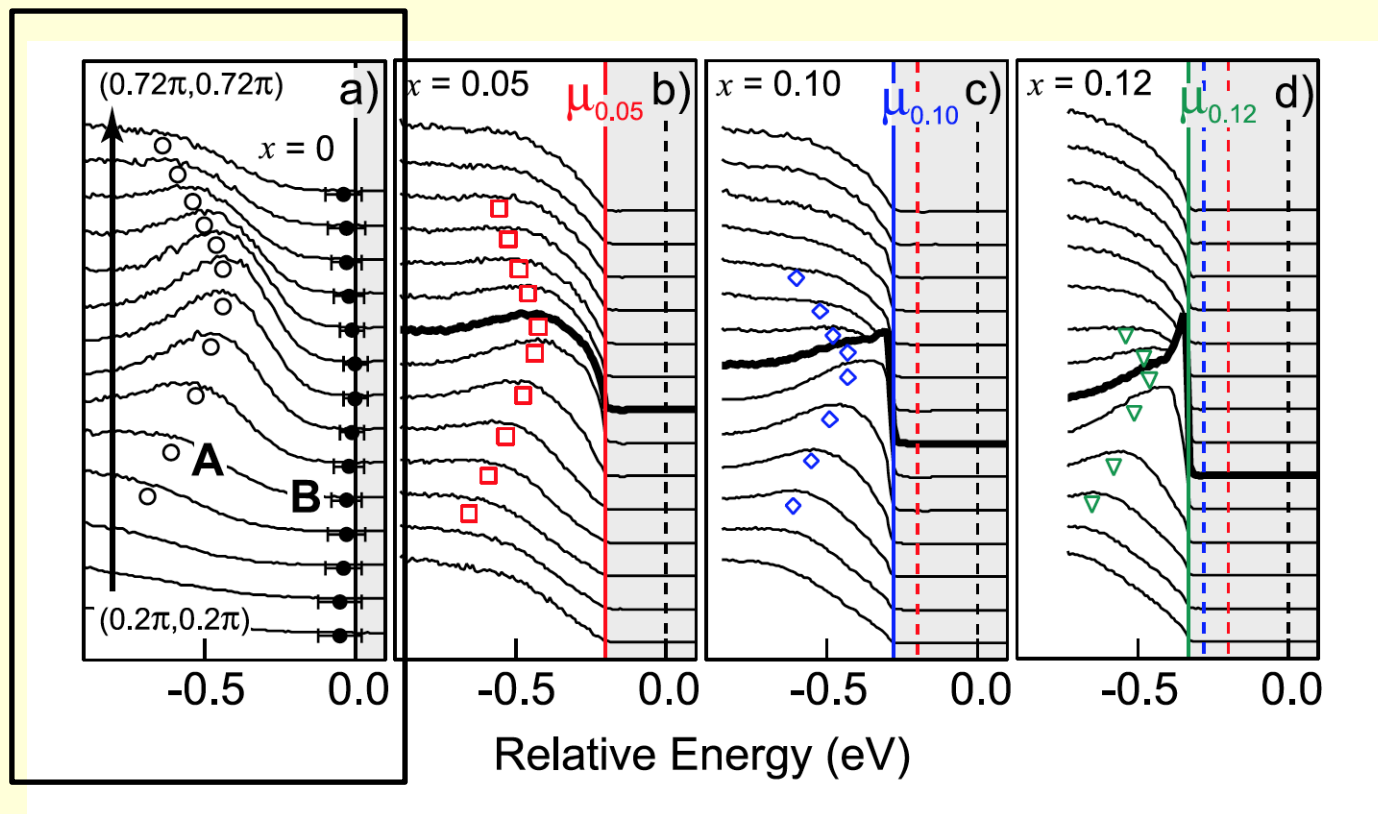 (0.72π,0.72π) a)
x = 0
A
B
(0.2π,0.2π)
-0.5 0.0
x = 0.05 μ0.05 b)
-0.5 0.0
x = 0.10 μ0.10 c)
-0.5 0.0
x = 0.12 μ0.12 d)
-0.5 0.0
Relative Energy (eV)